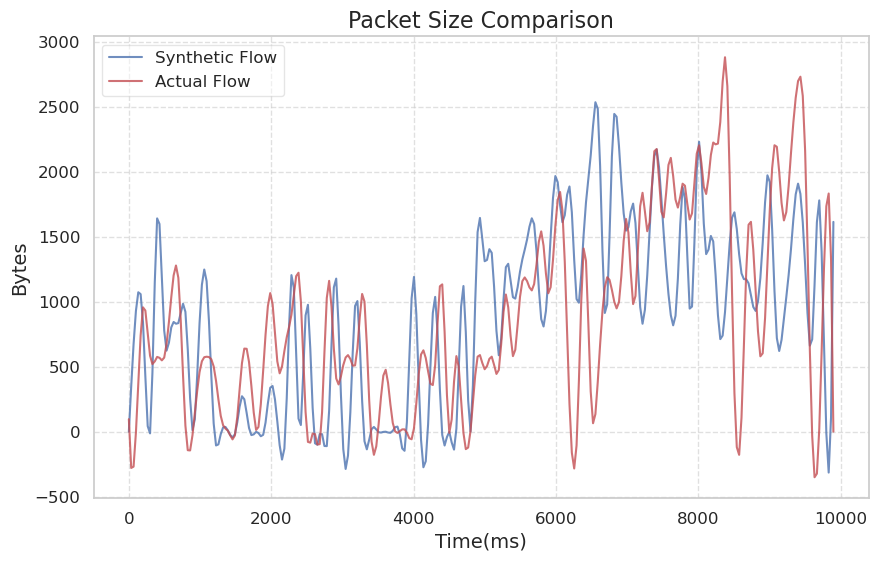 Packet Size Comparison
Synthetic Flow
Actual Flow
Bytes
3000
2500
2000
1500
1000
500
0
−500
0
2000
4000
6000
8000
10000
Time(ms)